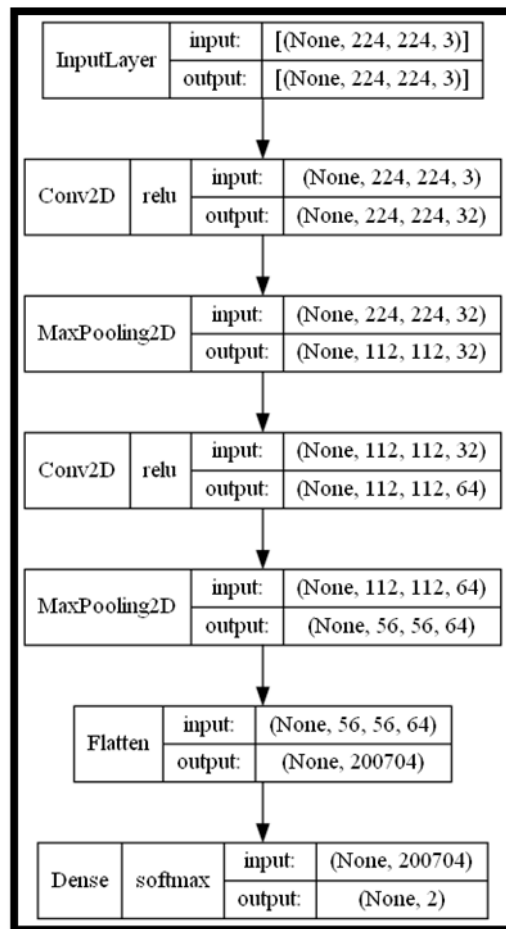 InputLayer input: [(None, 224, 224, 3)]
output: [(None, 224, 224, 3)]
Conv2D relu input: (None, 224, 224, 3)
output: (None, 224, 224, 32)
MaxPooling2D input: (None, 224, 224, 32)
output: (None, 112, 112, 32)
Conv2D relu input: (None, 112, 112, 32)
output: (None, 112, 112, 64)
MaxPooling2D input: (None, 112, 112, 64)
output: (None, 56, 56, 64)
Flatten input: (None, 56, 56, 64)
output: (None, 200704)
Dense softmax input: (None, 200704)
output: (None, 2)